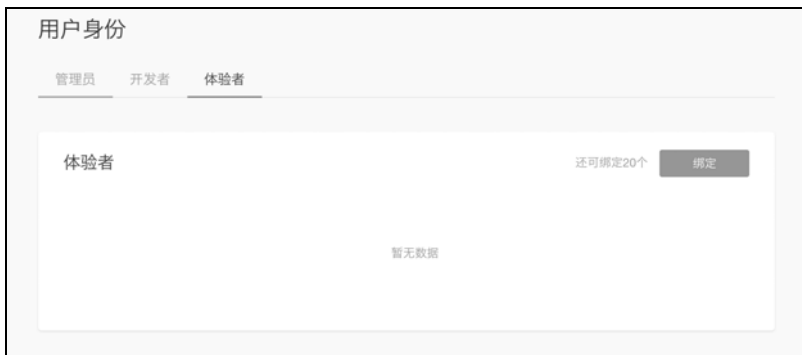 用户身份
管理员 开发者 体验者
体验者 还可绑定20个 绑定
暂无数据